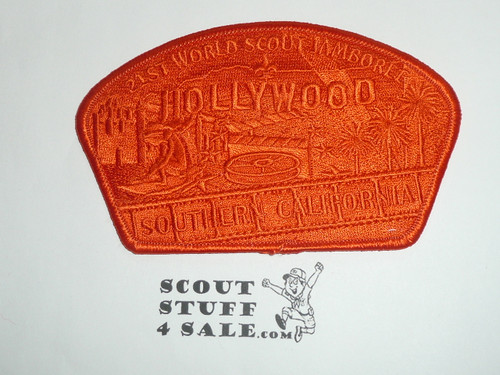 21ST WORLD SCOUT JAMBOREE
HOLLYWOOD
SOUTHERN CALIFORNIA
SCOUT
STUFF
4 SALE.com